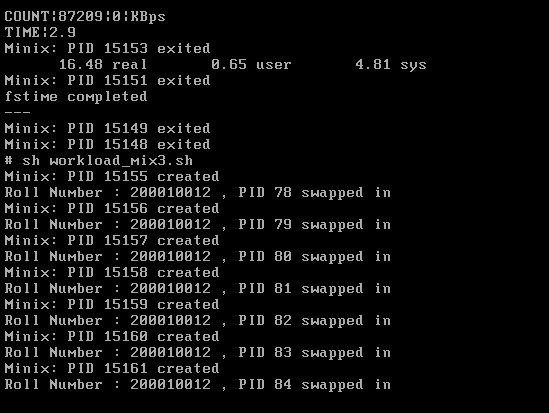 COUNT|87209|0|KBps
TIME|2.9
Minix: PID 15153 exited
16.48 real 0.65 user 4.81 sys
Minix: PID 15151 exited
fstime completed
---
Minix: PID 15149 exited
Minix: PID 15148 exited
# sh workload_mix3.sh
Minix: PID 15155 created
Roll Number : 200010012 , PID 78 swapped in
Minix: PID 15156 created
Roll Number : 200010012 , PID 79 swapped in
Minix: PID 15157 created
Roll Number : 200010012 , PID 80 swapped in
Minix: PID 15158 created
Roll Number : 200010012 , PID 81 swapped in
Minix: PID 15159 created
Roll Number : 200010012 , PID 82 swapped in
Minix: PID 15160 created
Roll Number : 200010012 , PID 83 swapped in
Minix: PID 15161 created
Roll Number : 200010012 , PID 84 swapped in